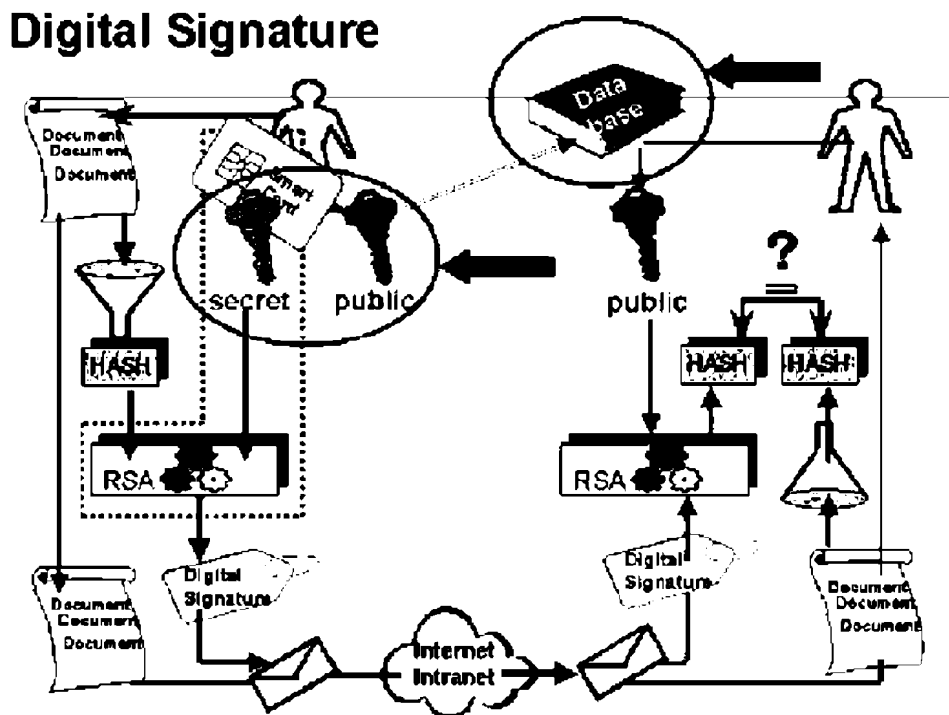 Digital Signature
Document
Document
Document
Smart
Card
Data
base
secret
public
public
?
=
HASH
HASH
HASH
RSA
RSA
Digital
Signature
Digital
Signature
Document
Document
Document
Internet
Intranet
Document
Document
Document